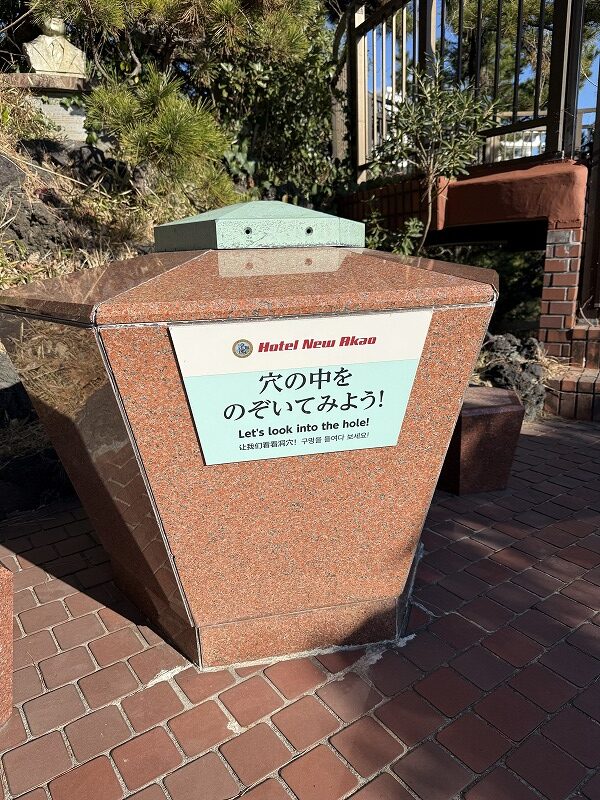 Hotel New Akao
穴の中を
のぞいてみよう!
Let's look into the hole!
让我们看看洞穴! 구멍을 들여다 보세요!